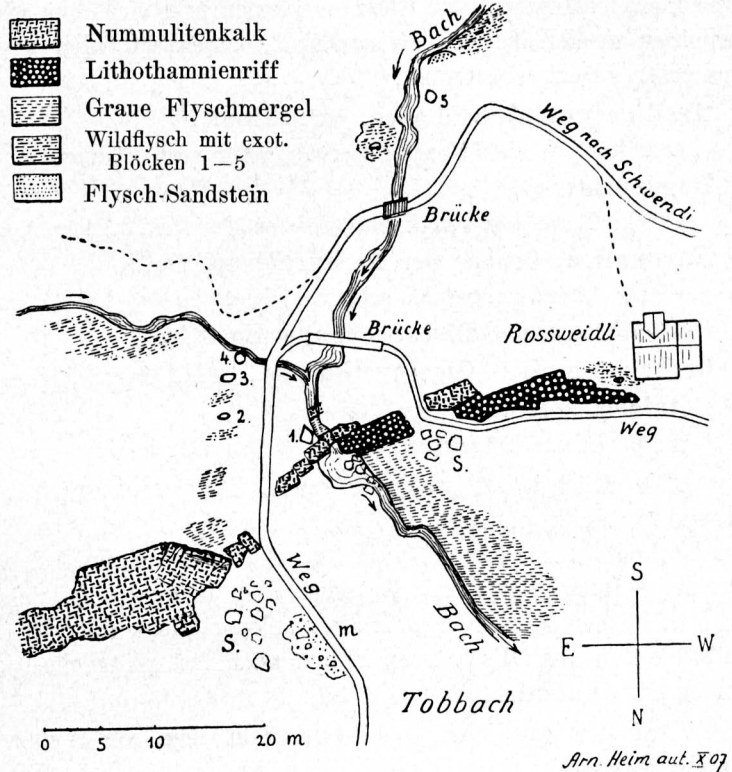 Nummulitenkalk
Lithothamnienriff
Graue Flyschmergel
Wildflysch mit exot.
Blöcken 1–5
Flysch-Sandstein
Bach
5
Weg nach Schwendi
Brücke
Brücke
Rossweidli
4.
3.
2.
1.
S.
Weg
S.
Weg
m
Bach
Tobbach
S
E
W
N
0 5 10 20 m
Arn. Heim aut. X 07